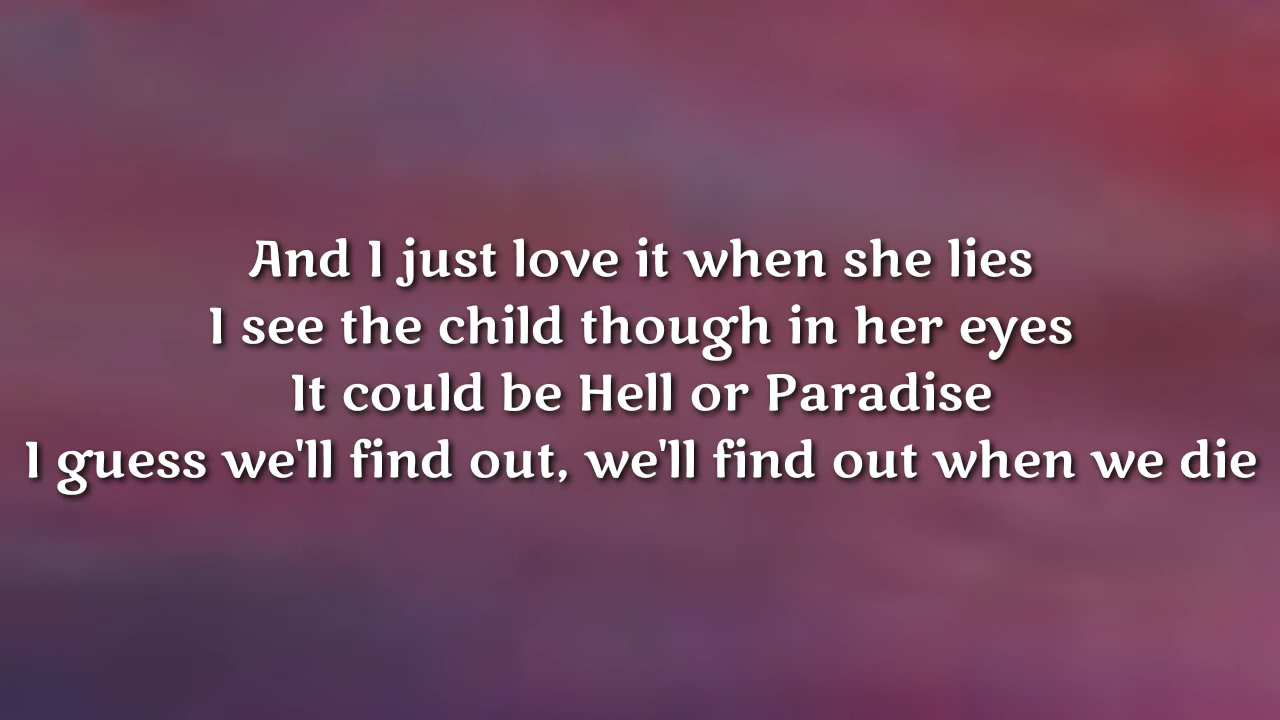 And I just love it when she lies
I see the child though in her eyes
It could be Hell or Paradise
I guess we'll find out, we'll find out when we die